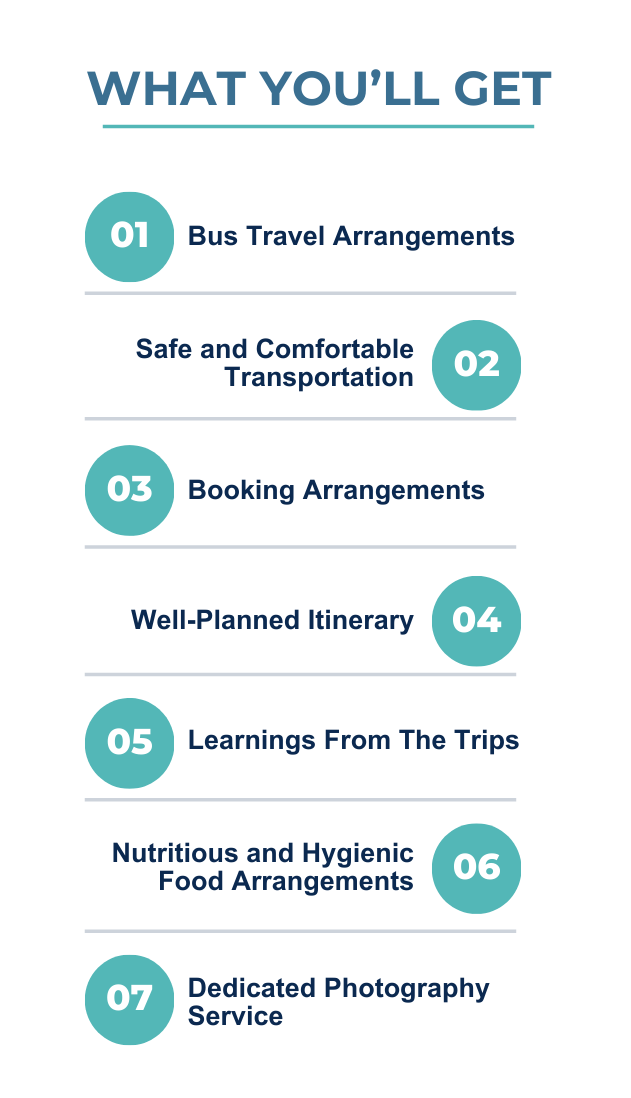 WHAT YOU’LL GET
01
Bus Travel Arrangements
Safe and Comfortable
Transportation
02
03
Booking Arrangements
Well-Planned Itinerary
04
05
Learnings From The Trips
Nutritious and Hygienic
Food Arrangements
06
07
Dedicated Photography
Service